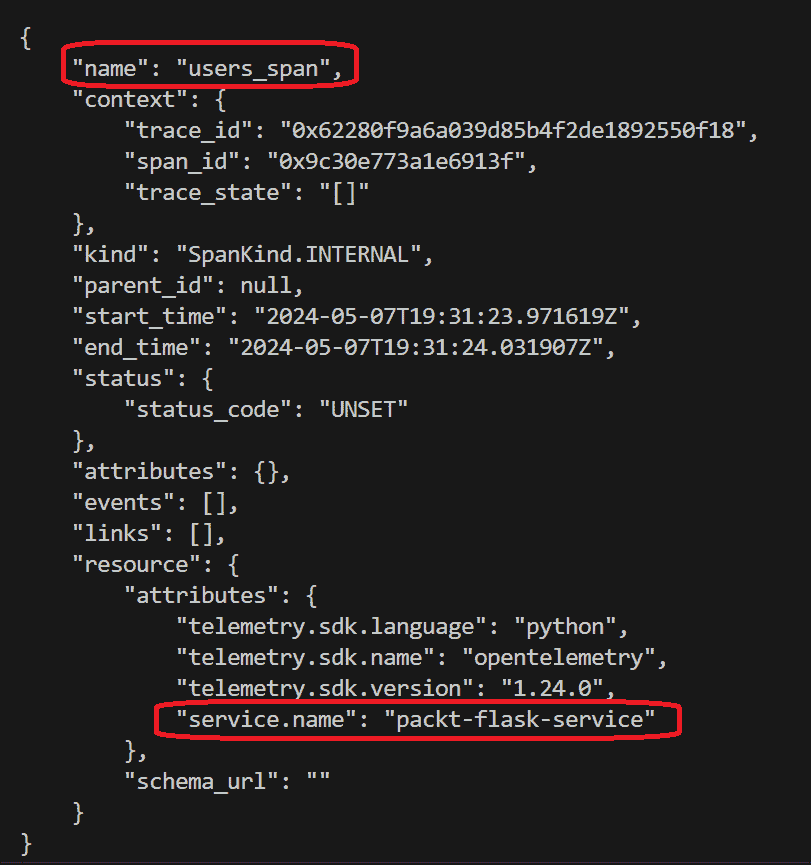 {
    "name": "users_span",
    "context": {
        "trace_id": "0x62280f9a6a039d85b4f2de1892550f18",
        "span_id": "0x9c30e773a1e6913f",
        "trace_state": "[]"
    },
    "kind": "SpanKind.INTERNAL",
    "parent_id": null,
    "start_time": "2024-05-07T19:31:23.971619Z",
    "end_time": "2024-05-07T19:31:24.031907Z",
    "status": {
        "status_code": "UNSET"
    },
    "attributes": {},
    "events": [],
    "links": [],
    "resource": {
        "attributes": {
            "telemetry.sdk.language": "python",
            "telemetry.sdk.name": "opentelemetry",
            "telemetry.sdk.version": "1.24.0",
            "service.name": "packt-flask-service"
        },
        "schema_url": ""
    }
}